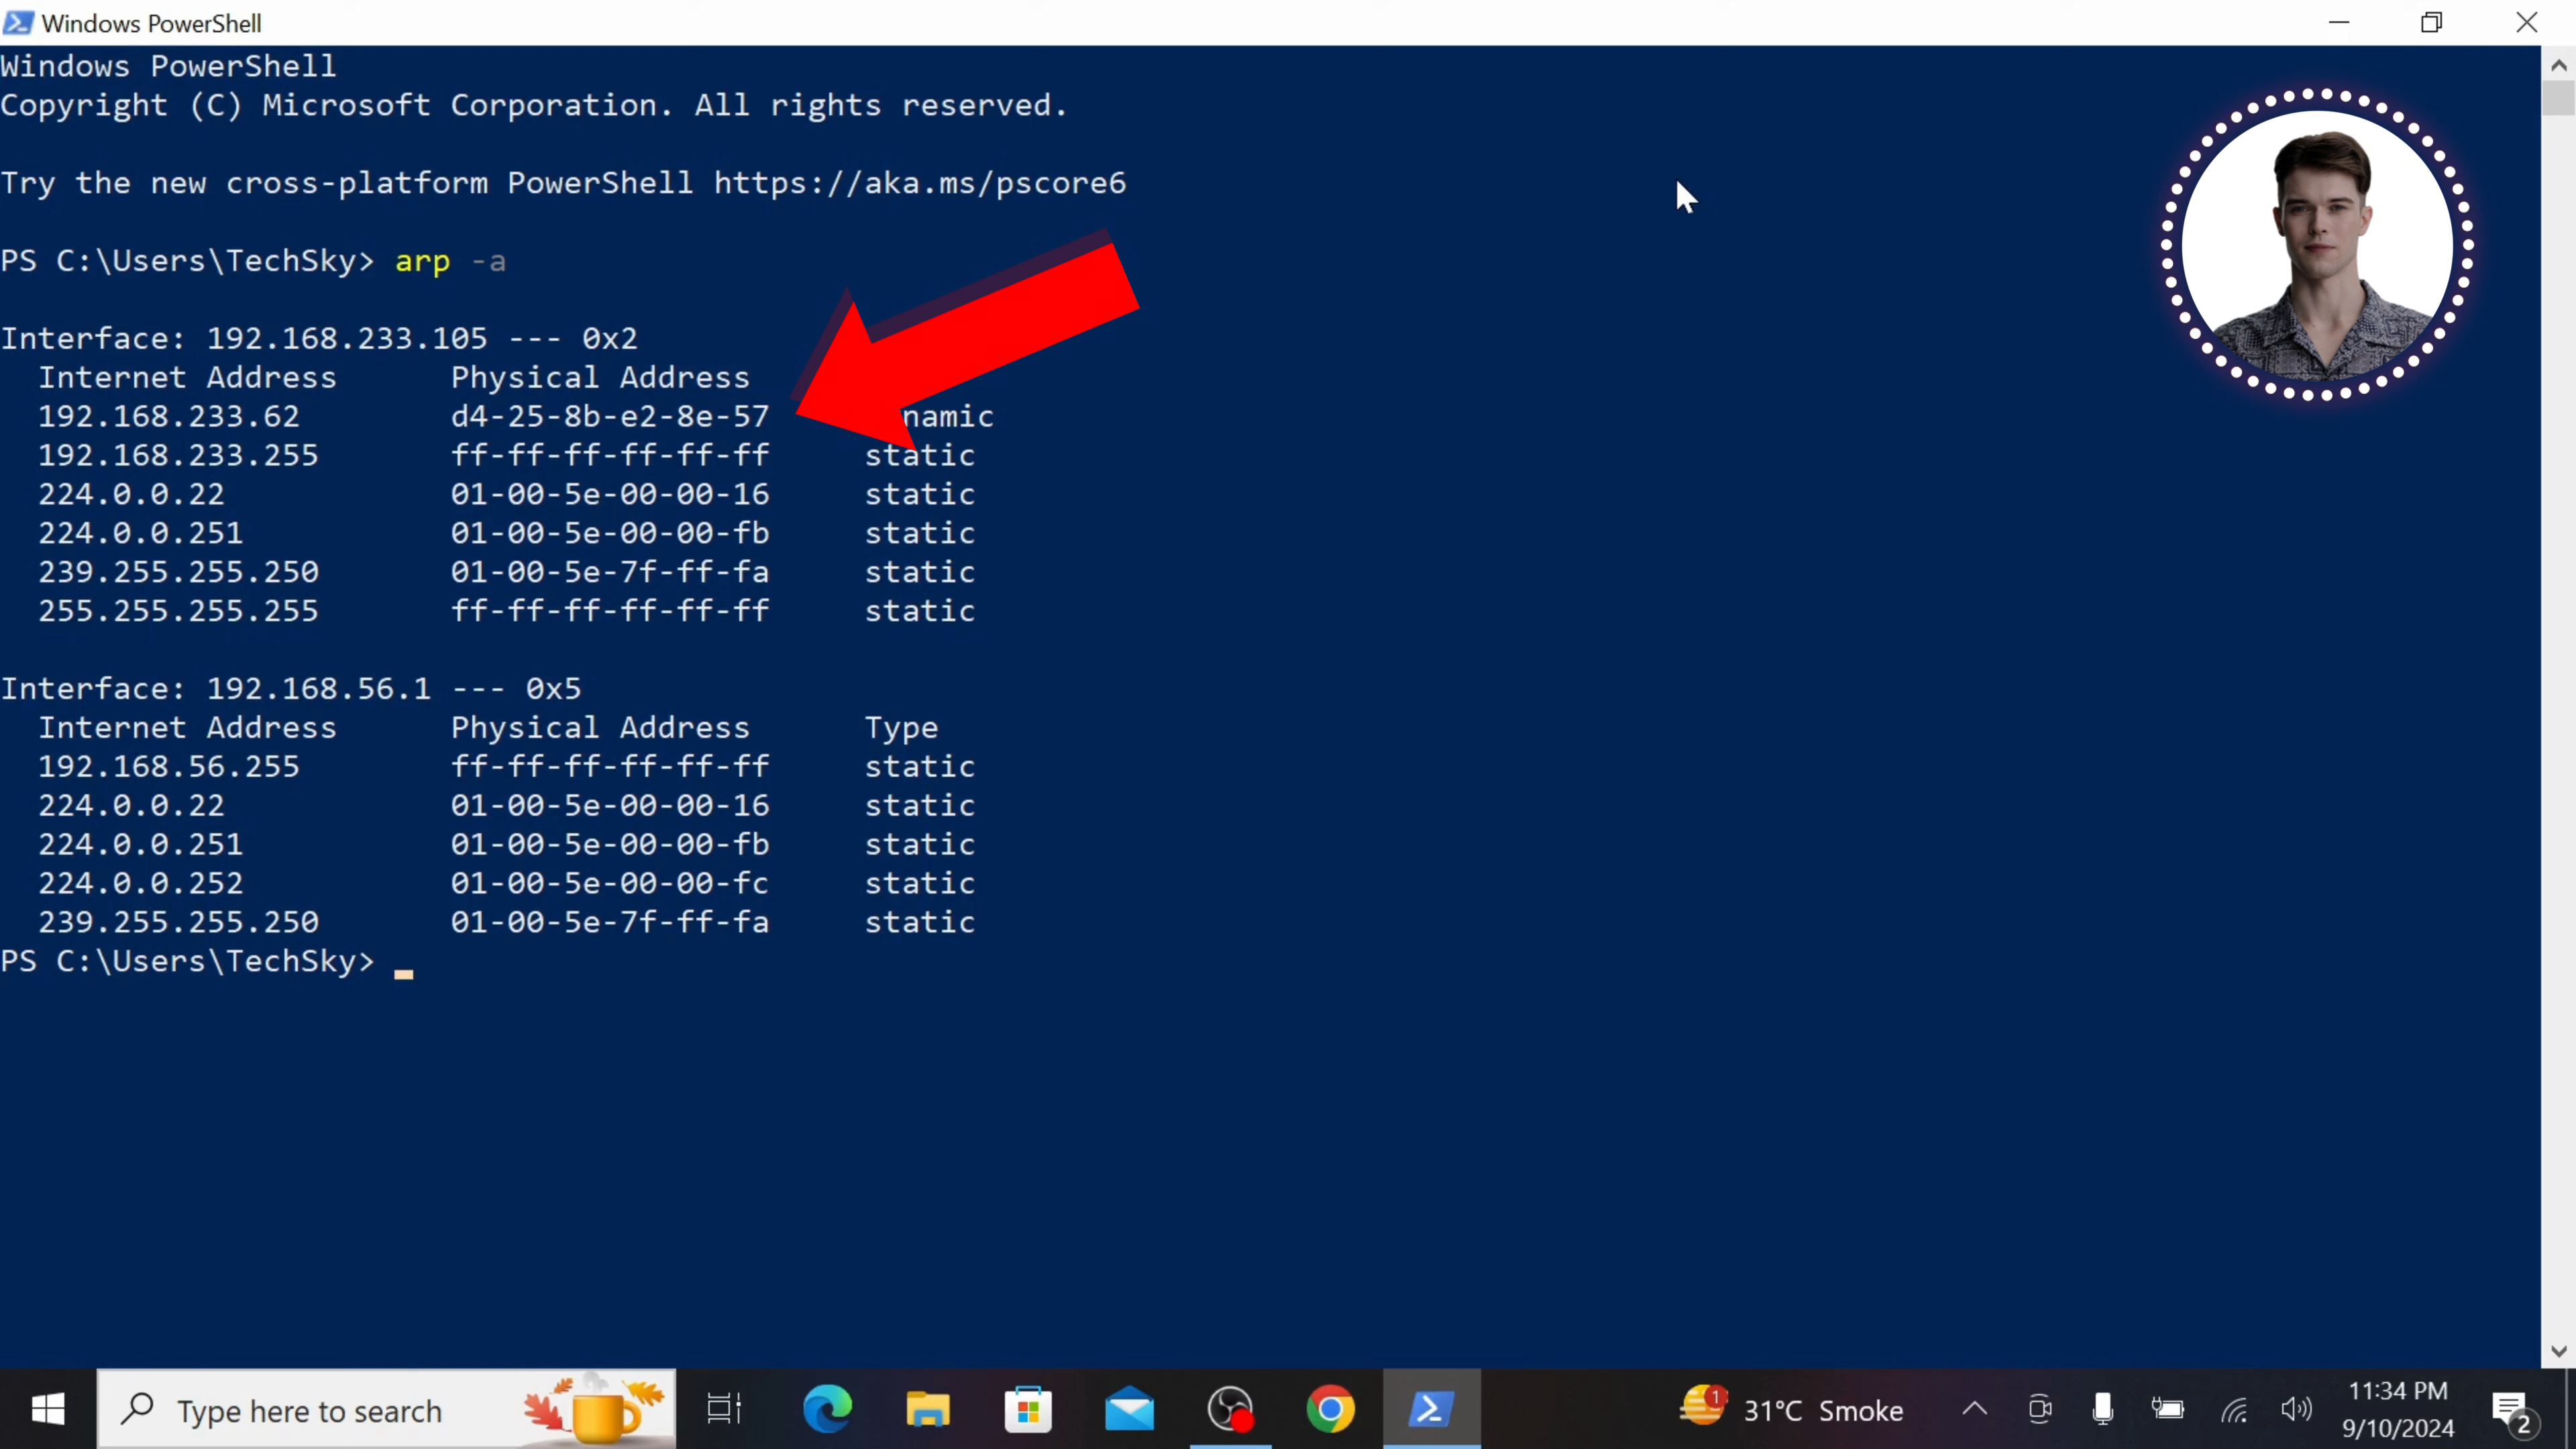 Windows PowerShell
Windows PowerShell
Copyright (C) Microsoft Corporation. All rights reserved.
Try the new cross-platform PowerShell https://aka.ms/pscore6
PS C:\Users\TechSky> arp -a
Interface: 192.168.233.105 --- 0x2
Internet Address Physical Address
192.168.233.62 d4-25-8b-e2-8e-57 namic
192.168.233.255 ff-ff-ff-ff-ff-ff static
224.0.0.22 01-00-5e-00-00-16 static
224.0.0.251 01-00-5e-00-00-fb static
239.255.255.250 01-00-5e-7f-ff-fa static
255.255.255.255 ff-ff-ff-ff-ff-ff static
Interface: 192.168.56.1 --- 0x5
Internet Address Physical Address Type
192.168.56.255 ff-ff-ff-ff-ff-ff static
224.0.0.22 01-00-5e-00-00-16 static
224.0.0.251 01-00-5e-00-00-fb static
224.0.0.252 01-00-5e-00-00-fc static
239.255.255.250 01-00-5e-7f-ff-fa static
PS C:\Users\TechSky>
Type here to search
1
31°C Smoke
11:34 PM
9/10/2024
2